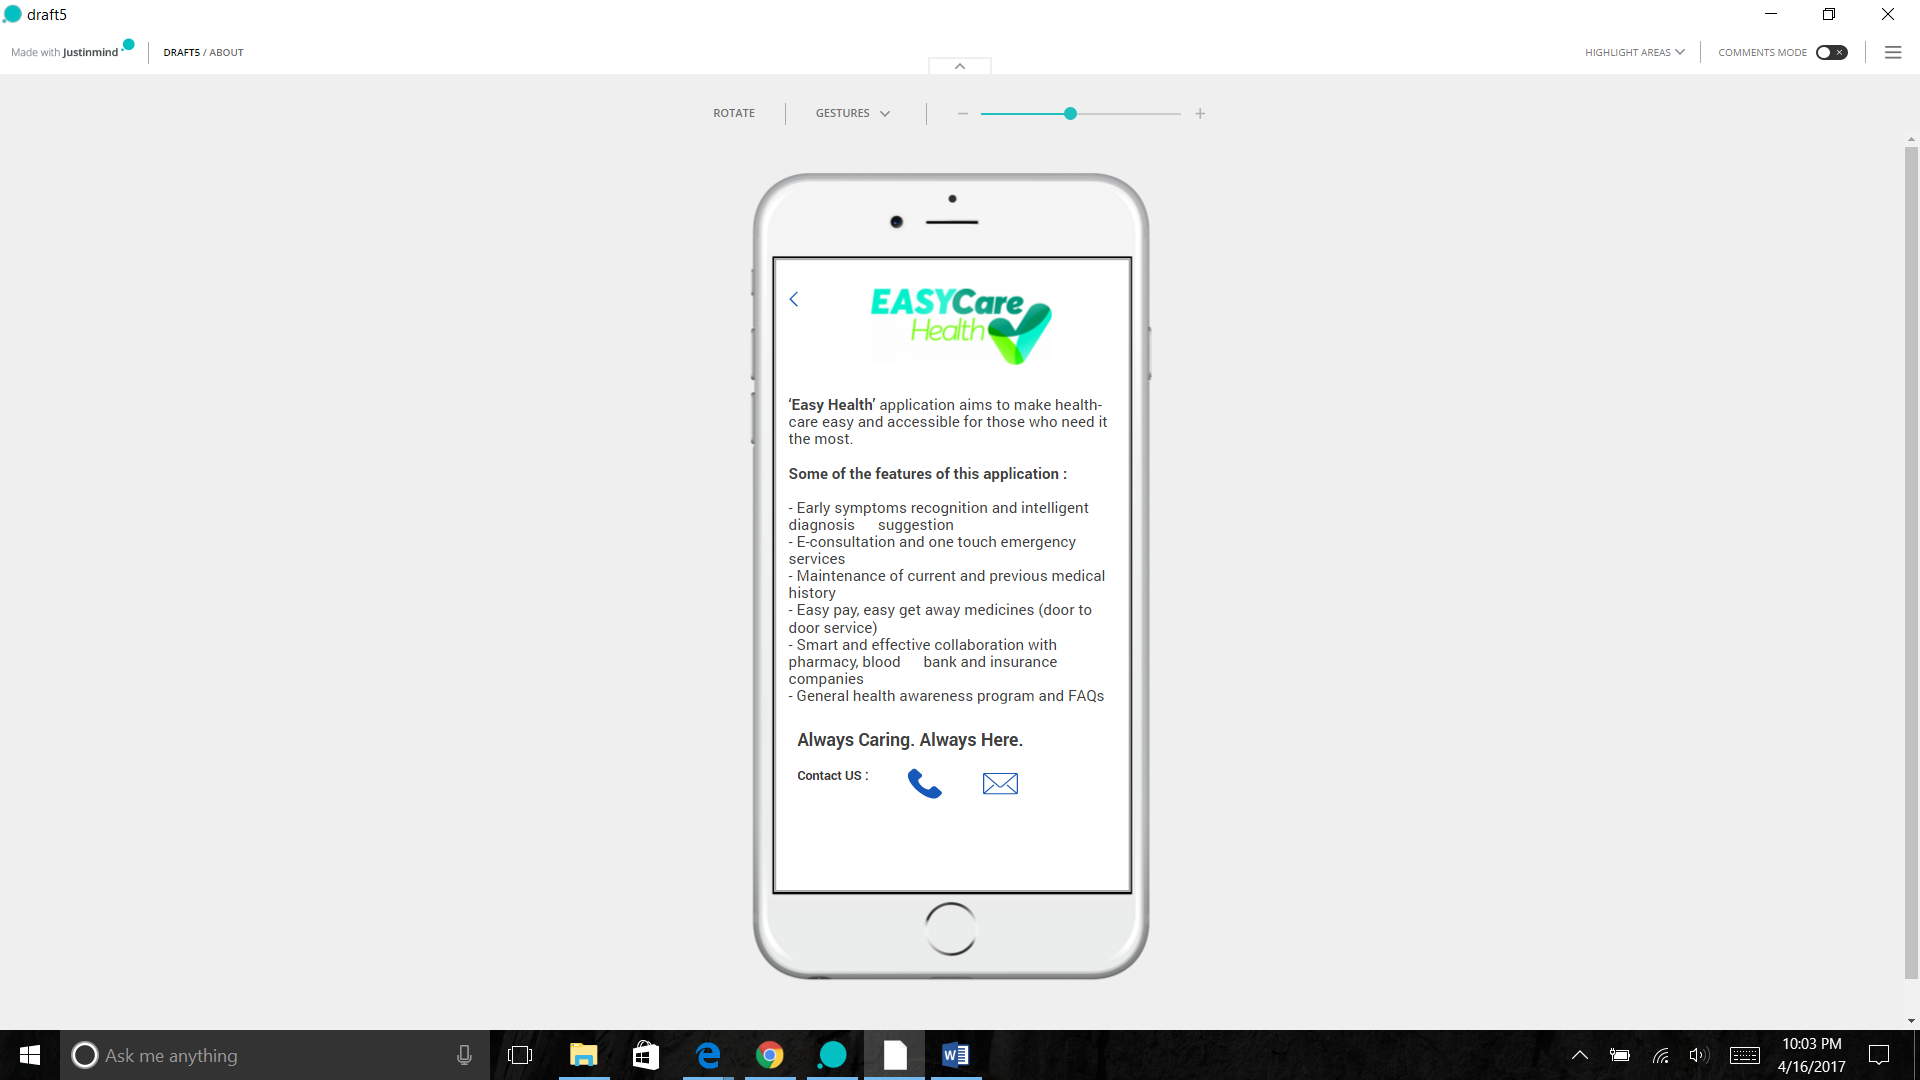 draft5
Made with Justinmind
DRAFT5 / ABOUT
HIGHLIGHT AREAS
COMMENTS MODE
ROTATE
GESTURES
EASYCare
Health
‘Easy Health’ application aims to make health-
care easy and accessible for those who need it
the most.
Some of the features of this application :
- Early symptoms recognition and intelligent
diagnosis suggestion
- E-consultation and one touch emergency
services
- Maintenance of current and previous medical
history
- Easy pay, easy get away medicines (door to
door service)
- Smart and effective collaboration with
pharmacy, blood bank and insurance
companies
- General health awareness program and FAQs
Always Caring. Always Here.
Contact US :
Ask me anything
10:03 PM
4/16/2017